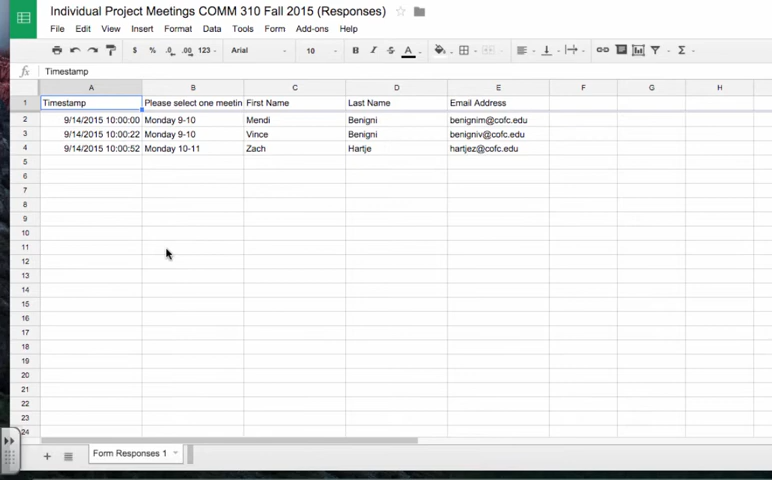 Individual Project Meetings COMM 310 Fall 2015 (Responses)
File Edit View Insert Format Data Tools Form Add-ons Help
$ % .0 .00 123 Arial 10 B I S A Σ
fx Timestamp
A B C D E F G H
1 Timestamp Please select one meetin First Name Last Name Email Address
2 9/14/2015 10:00:00 Monday 9-10 Mendi Benigni benignim@cofc.edu
3 9/14/2015 10:00:22 Monday 9-10 Vince Benigni benigniv@cofc.edu
4 9/14/2015 10:00:52 Monday 10-11 Zach Hartje hartjez@cofc.edu
5
6
7
8
9
10
11
12
13
14
15
16
17
18
19
20
21
22
23
24
Form Responses 1